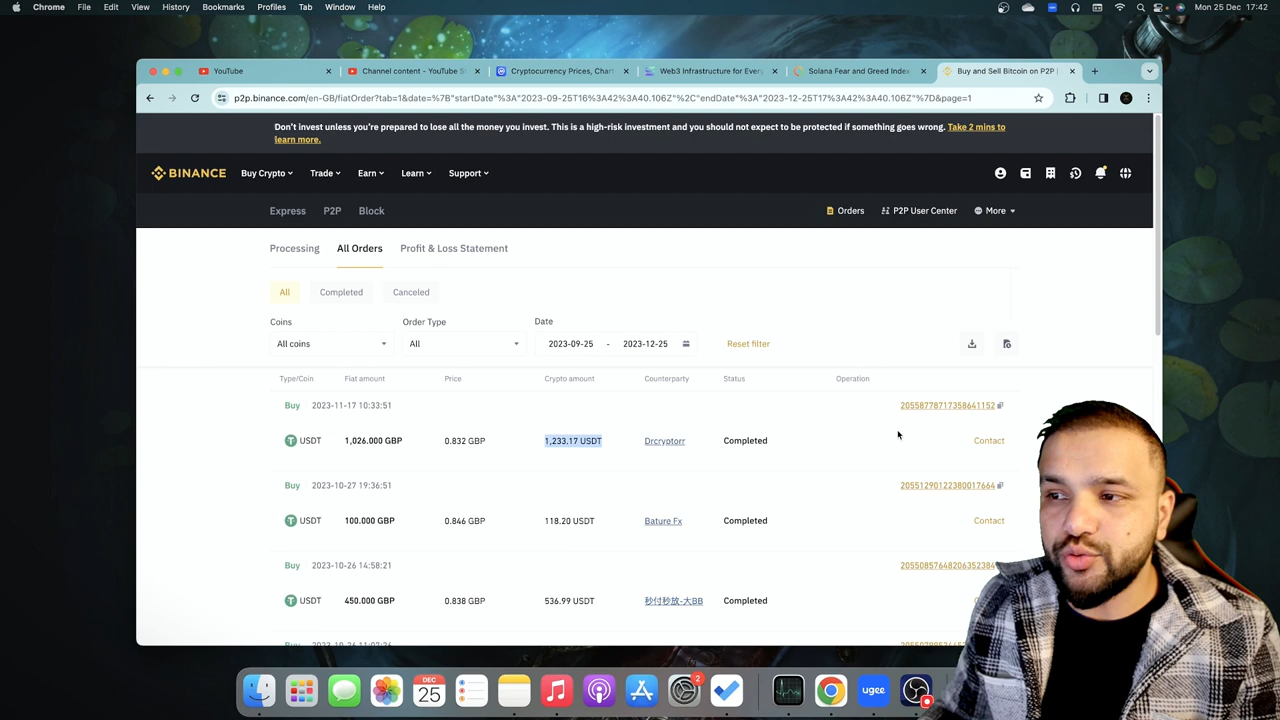 Chrome File Edit View History Bookmarks Profiles Tab Window Help Mon 25 Dec 17:42
YouTube Channel content - YouTube S Cryptocurrency Prices, Chart Web3 Infrastructure for Every Solana Fear and Greed Index Buy and Sell Bitcoin on P2P |
p2p.binance.com/en-GB/fiatOrder?tab=1&date=%7B"startDate"%3A"2023-09-25T16%3A42%3A40.106Z"%2C"endDate"%3A"2023-12-25T17%3A42%3A40.106Z"%7D&page=1
Don't invest unless you're prepared to lose all the money you invest. This is a high-risk investment and you should not expect to be protected if something goes wrong. Take 2 mins to
learn more.
BINANCE Buy Crypto Trade Earn Learn Support
Express P2P Block Orders P2P User Center More
Processing All Orders Profit & Loss Statement
All Completed Canceled
Coins Order Type Date
All coins All 2023-09-25 - 2023-12-25 Reset filter
Type/Coin Fiat amount Price Crypto amount Counterparty Status Operation
Buy 2023-11-17 10:33:51 20558778717358641152
USDT 1,026.000 GBP 0.832 GBP 1,233.17 USDT Drcryptorr Completed Contact
Buy 2023-10-27 19:36:51 20551290122380017664
USDT 100.000 GBP 0.846 GBP 118.20 USDT Bature Fx Completed Contact
Buy 2023-10-26 14:58:21 2055085764820635238
USDT 450.000 GBP 0.838 GBP 536.99 USDT 秒付秒放-大BB Completed
DEC
25 2 ugee